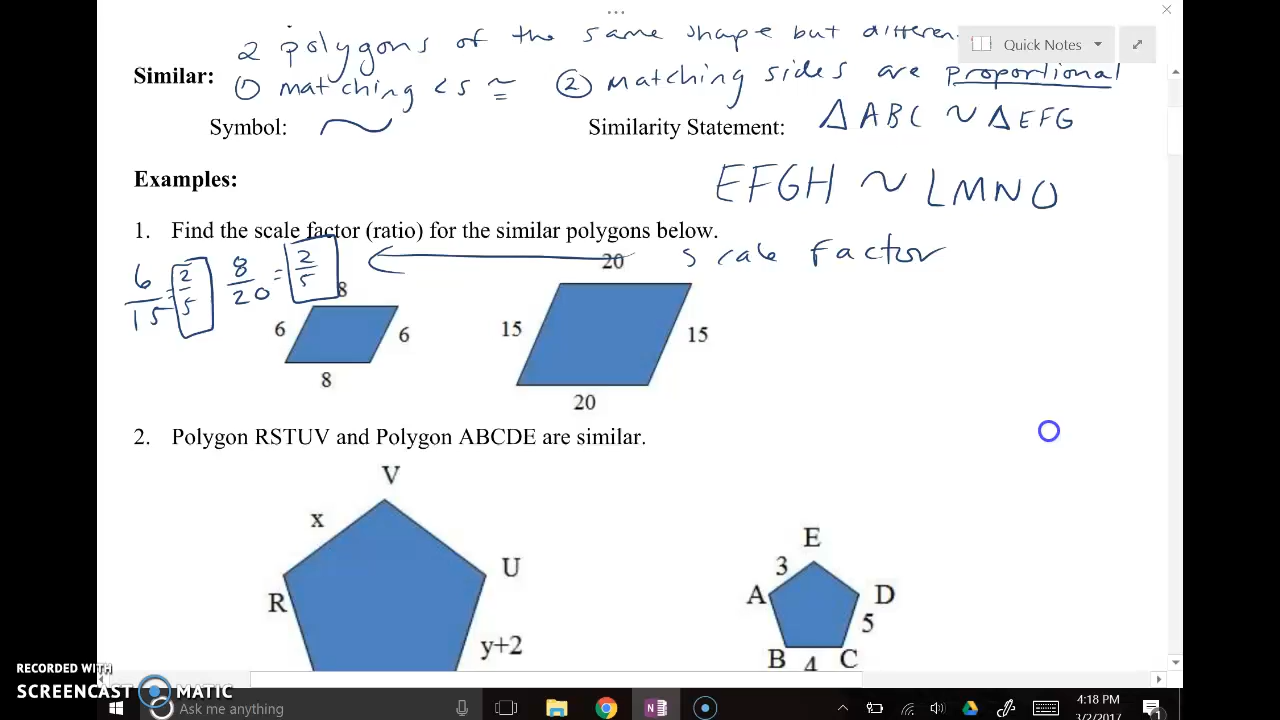 2 polygons of the same shape but differen
Quick Notes
Similar: ① matching <s ≅ ② matching sides are proportional
Symbol: ~ Similarity Statement: △ABC ~ △EFG
Examples: EFGH ~ LMNO
1. Find the scale factor (ratio) for the similar polygons below.
6/15 = 2/5 8/20 = 2/5 scale factor
8 20
6 6 15 15
8 20
2. Polygon RSTUV and Polygon ABCDE are similar.
V
x
E
3
U
R
A D
5
y+2
B 4 C
RECORDED WITH
SCREENCAST MATIC
Ask me anything
4:18 PM
3/2/2017